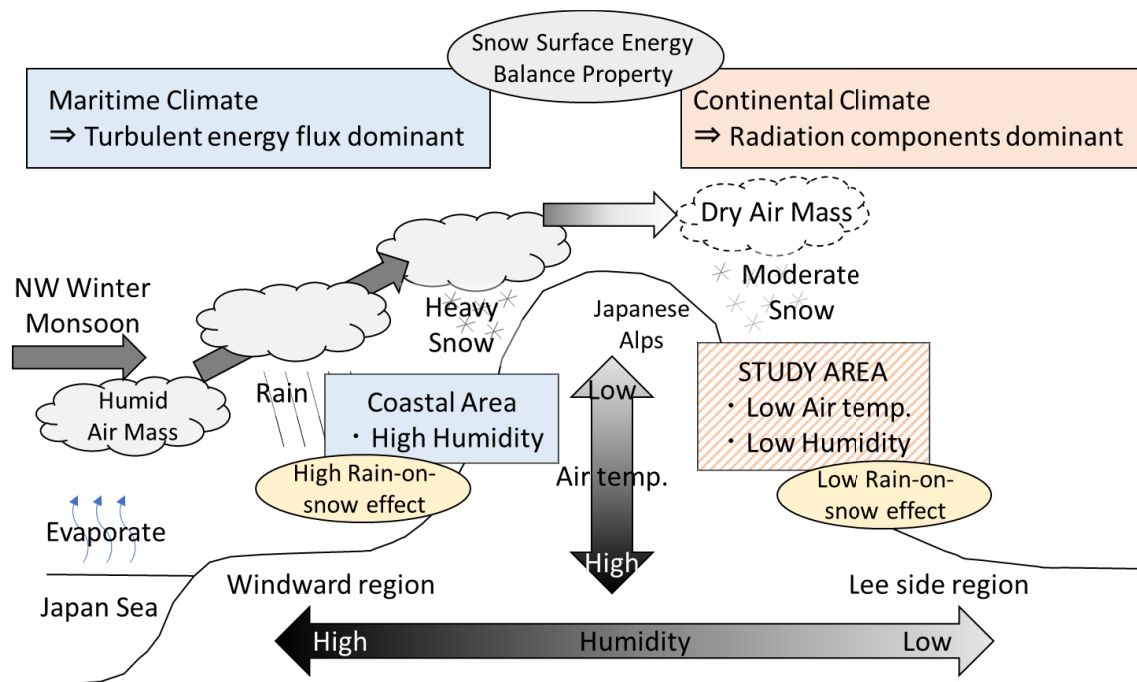 Snow Surface Energy
Balance Property
Maritime Climate
⇒ Turbulent energy flux dominant
Continental Climate
⇒ Radiation components dominant
Dry Air Mass
NW Winter
Monsoon
Heavy
Snow
Moderate
Snow
Japanese
Alps
Humid
Air Mass
Rain
Coastal Area
・ High Humidity
Low
Air temp.
High
STUDY AREA
・ Low Air temp.
・ Low Humidity
High Rain-on-
snow effect
Low Rain-on-
snow effect
Evaporate
Japan Sea
Windward region
Lee side region
High
Humidity
Low